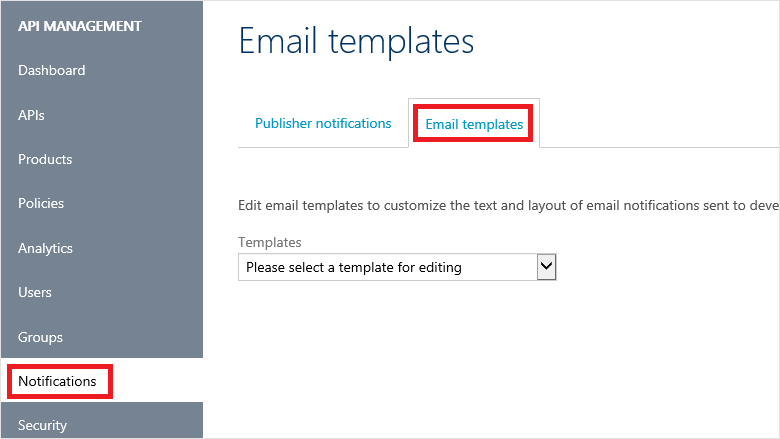 API MANAGEMENT
Dashboard
APIs
Products
Policies
Analytics
Users
Groups
Notifications
Security
Email templates
Publisher notifications
Email templates
Edit email templates to customize the text and layout of email notifications sent to deve
Templates
Please select a template for editing